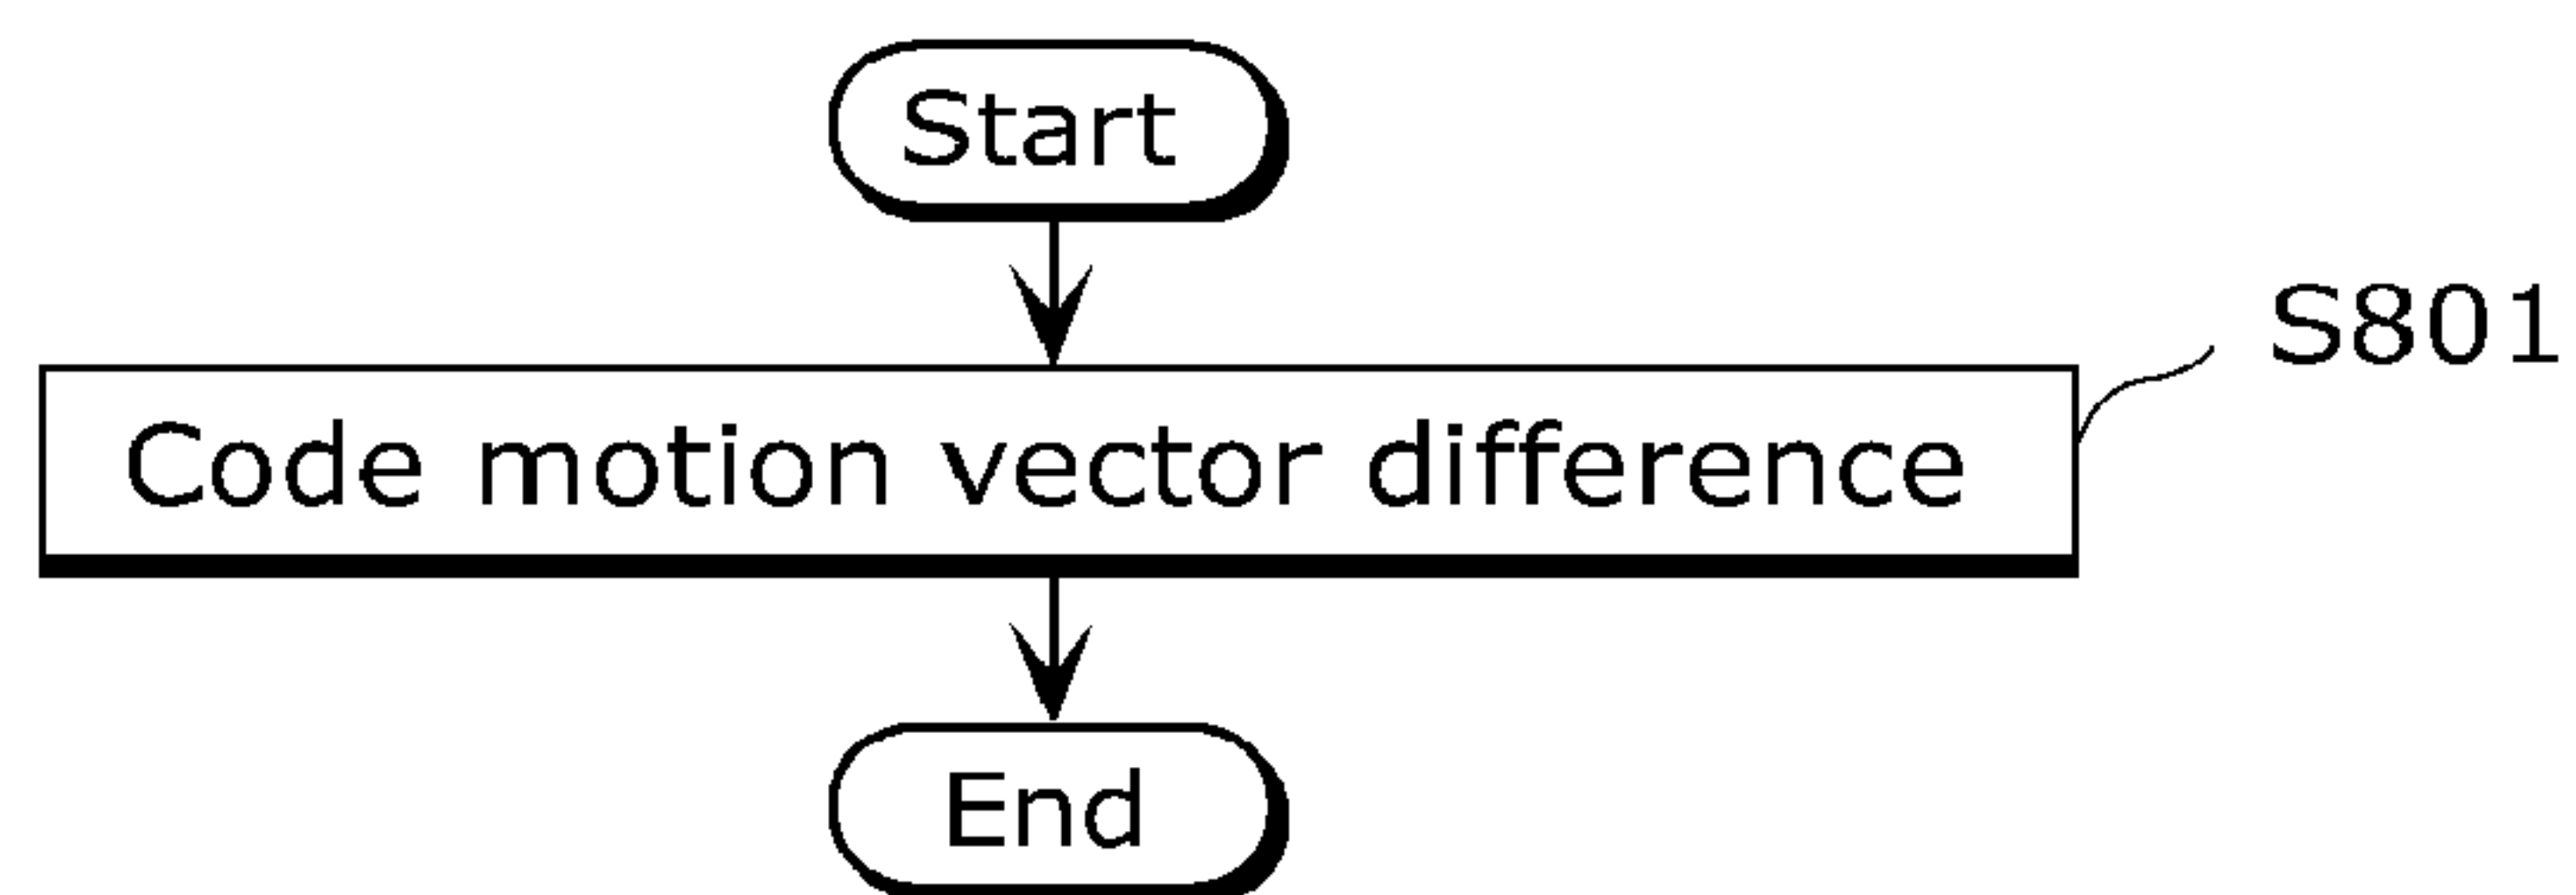 Start
S801
Code motion vector difference
End